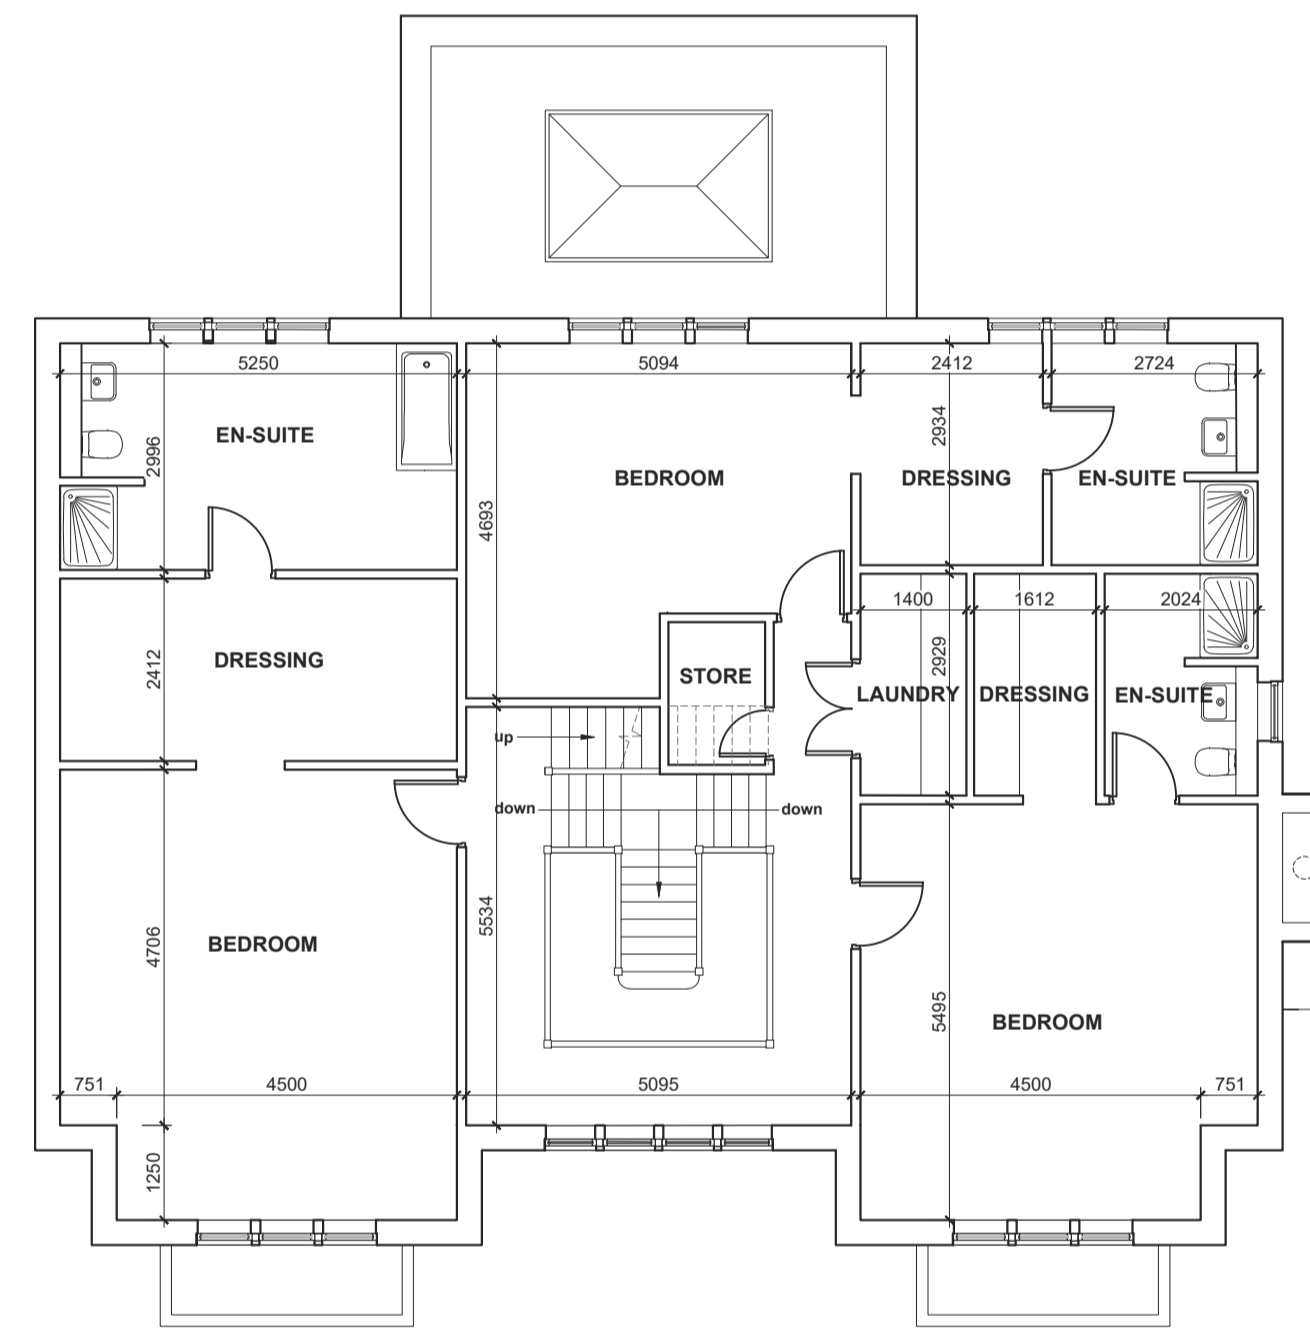 5250
5094
2412
2724
EN-SUITE
2996
2934
BEDROOM
DRESSING
EN-SUITE
4693
1400
1612
2024
DRESSING
2412
STORE
2929
LAUNDRY
DRESSING
EN-SUITE
up
down
down
BEDROOM
4706
5534
5495
BEDROOM
751
4500
5095
4500
751
1250